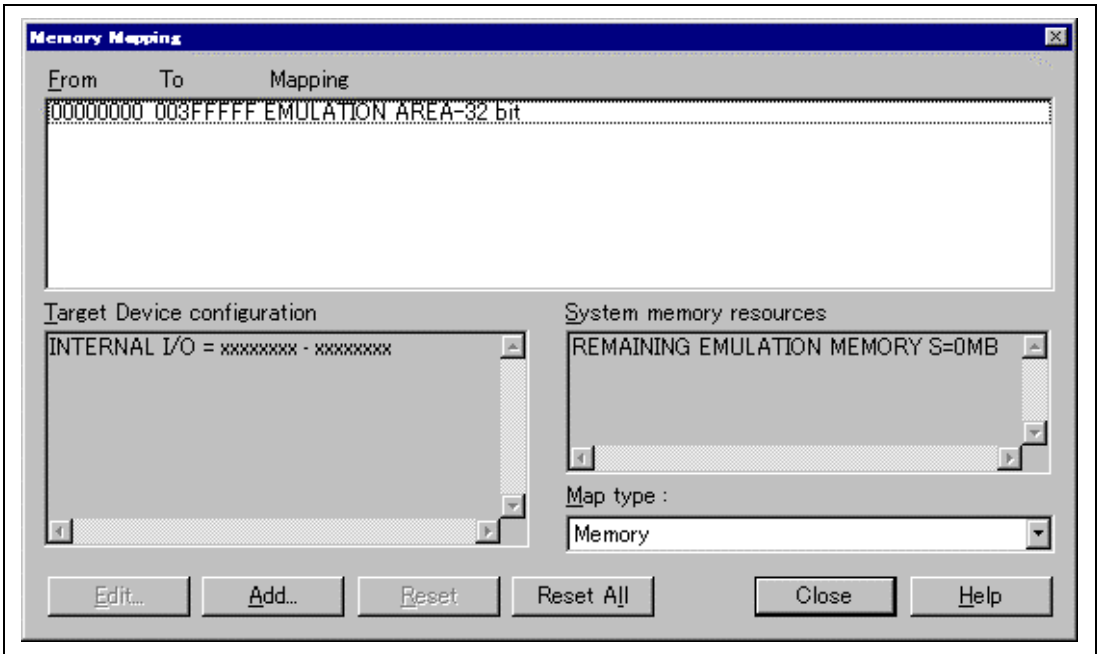 Memory Mapping
From To Mapping
00000000 003FFFFF EMULATION AREA-32 bit
Target Device configuration
INTERNAL I/O = xxxxxxxx - xxxxxxxx
System memory resources
REMAINING EMULATION MEMORY S=0MB
Map type :
Memory
Edit... Add... Reset Reset All Close Help